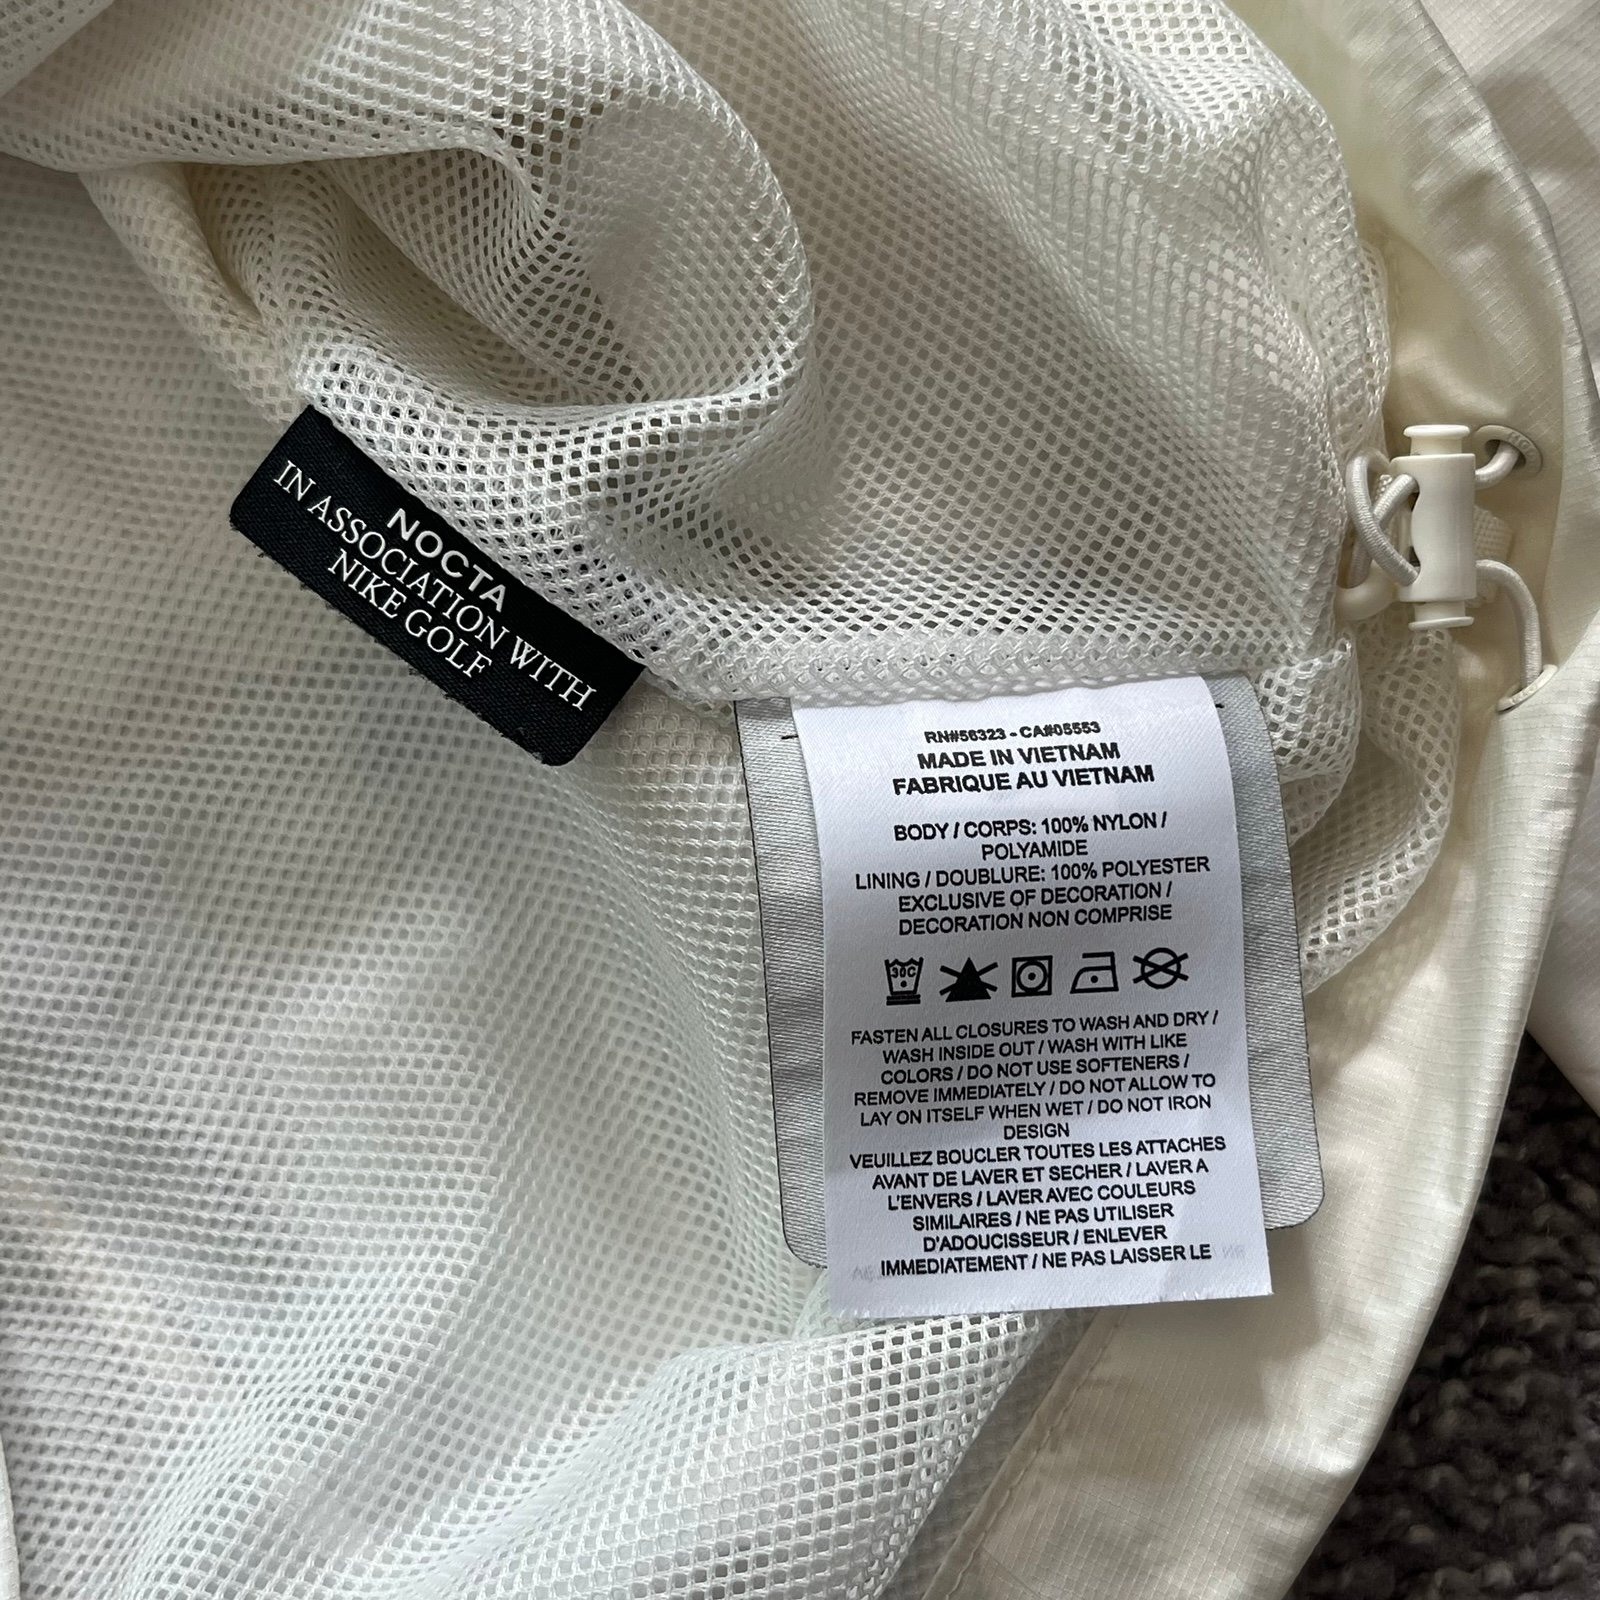 NOCTA
IN ASSOCIATION WITH
NIKE GOLF
RN#56323 - CA#05553
MADE IN VIETNAM
FABRIQUE AU VIETNAM
BODY / CORPS: 100% NYLON /
POLYAMIDE
LINING / DOUBLURE: 100% POLYESTER
EXCLUSIVE OF DECORATION /
DECORATION NON COMPRISE
30C
FASTEN ALL CLOSURES TO WASH AND DRY /
WASH INSIDE OUT / WASH WITH LIKE
COLORS / DO NOT USE SOFTENERS /
REMOVE IMMEDIATELY / DO NOT ALLOW TO
LAY ON ITSELF WHEN WET / DO NOT IRON
DESIGN
VEUILLEZ BOUCLER TOUTES LES ATTACHES
AVANT DE LAVER ET SECHER / LAVER A
L'ENVERS / LAVER AVEC COULEURS
SIMILAIRES / NE PAS UTILISER
D'ADOUCISSEUR / ENLEVER
IMMEDIATEMENT / NE PAS LAISSER LE